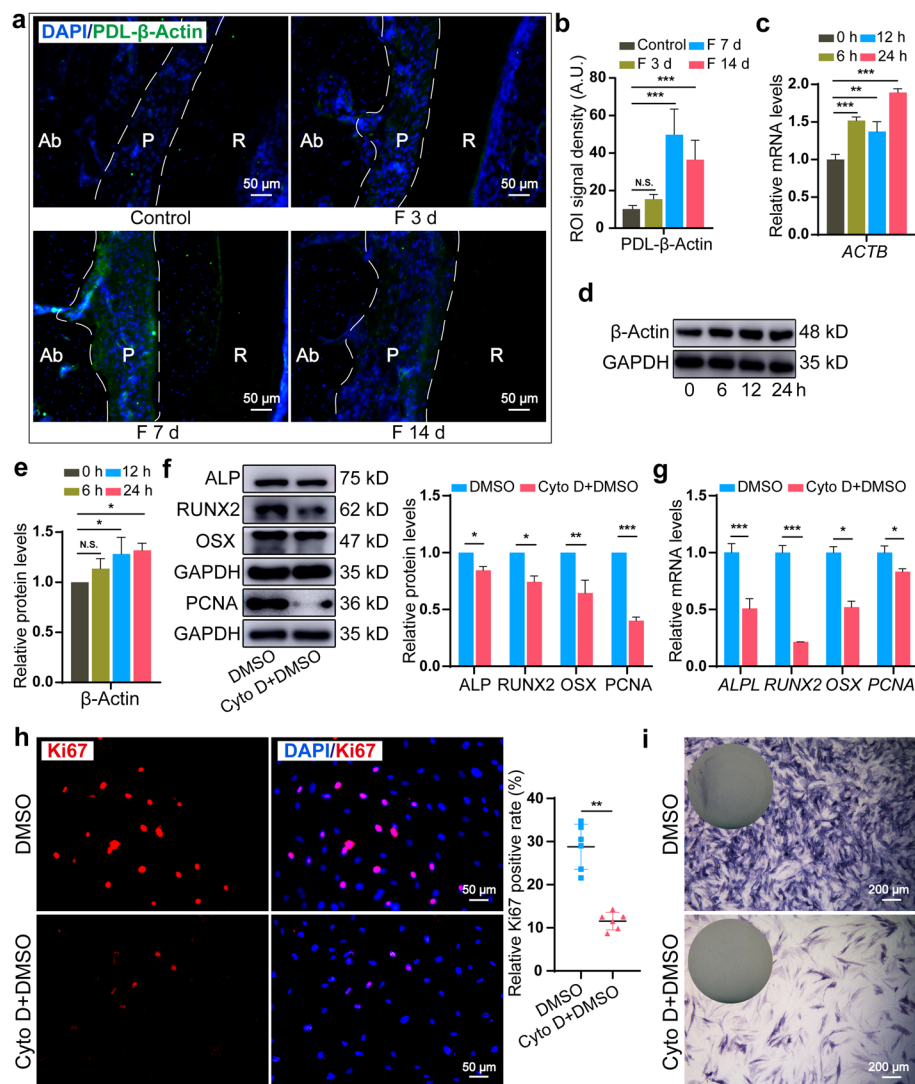 a
DAPI/PDL-β-Actin
Ab
P
R
50 μm
Control
Ab
P
R
50 μm
F 3 d
Ab
P
R
50 μm
F 7 d
Ab
P
R
50 μm
F 14 d
b
Control
F 7 d
F 3 d
F 14 d
ROI signal density (A.U.)
80
60
40
20
0
***
***
N.S.
PDL-β-Actin
c
0 h
12 h
6 h
24 h
Relative mRNA levels
2.0
1.5
1.0
0.5
0.0
***
**
***
ACTB
d
β-Actin
48 kD
GAPDH
35 kD
0 6 12 24 h
e
0 h
12 h
6 h
24 h
Relative protein levels
1.5
1.0
0.5
0.0
*
*
N.S.
β-Actin
f
ALP
75 kD
RUNX2
62 kD
OSX
47 kD
GAPDH
35 kD
PCNA
36 kD
GAPDH
35 kD
DMSO
Cyto D+DMSO
DMSO
Cyto D+DMSO
Relative protein levels
1.5
1.0
0.5
0.0
*
*
**
***
ALP RUNX2 OSX PCNA
g
DMSO
Cyto D+DMSO
Relative mRNA levels
1.5
1.0
0.5
0.0
***
***
*
*
ALPL RUNX2 OSX PCNA
h
Ki67
DAPI/Ki67
DMSO
50 μm
Cyto D+DMSO
50 μm
Relative Ki67 positive rate (%)
40
30
20
10
0
**
DMSO
Cyto D+DMSO
i
DMSO
200 μm
Cyto D+DMSO
200 μm